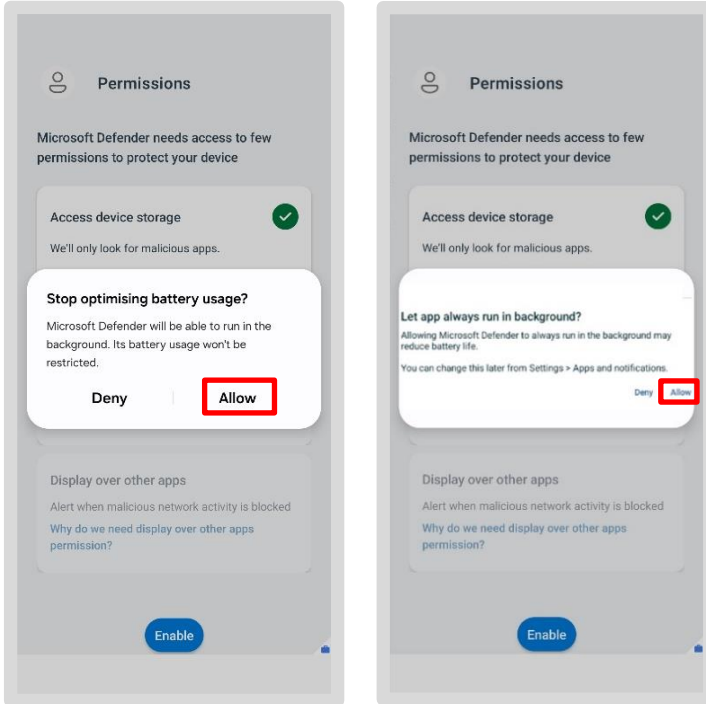 Permissions
Microsoft Defender needs access to few
permissions to protect your device
Access device storage
We'll only look for malicious apps.
Stop optimising battery usage?
Microsoft Defender will be able to run in the
background. Its battery usage won't be
restricted.
Deny
Allow
Display over other apps
Alert when malicious network activity is blocked
Why do we need display over other apps
permission?
Enable
Permissions
Microsoft Defender needs access to few
permissions to protect your device
Access device storage
We'll only look for malicious apps.
Let app always run in background?
Allowing Microsoft Defender to always run in the background may
reduce battery life.
You can change this later from Settings > Apps and notifications.
Deny
Allow
Display over other apps
Alert when malicious network activity is blocked
Why do we need display over other apps
permission?
Enable